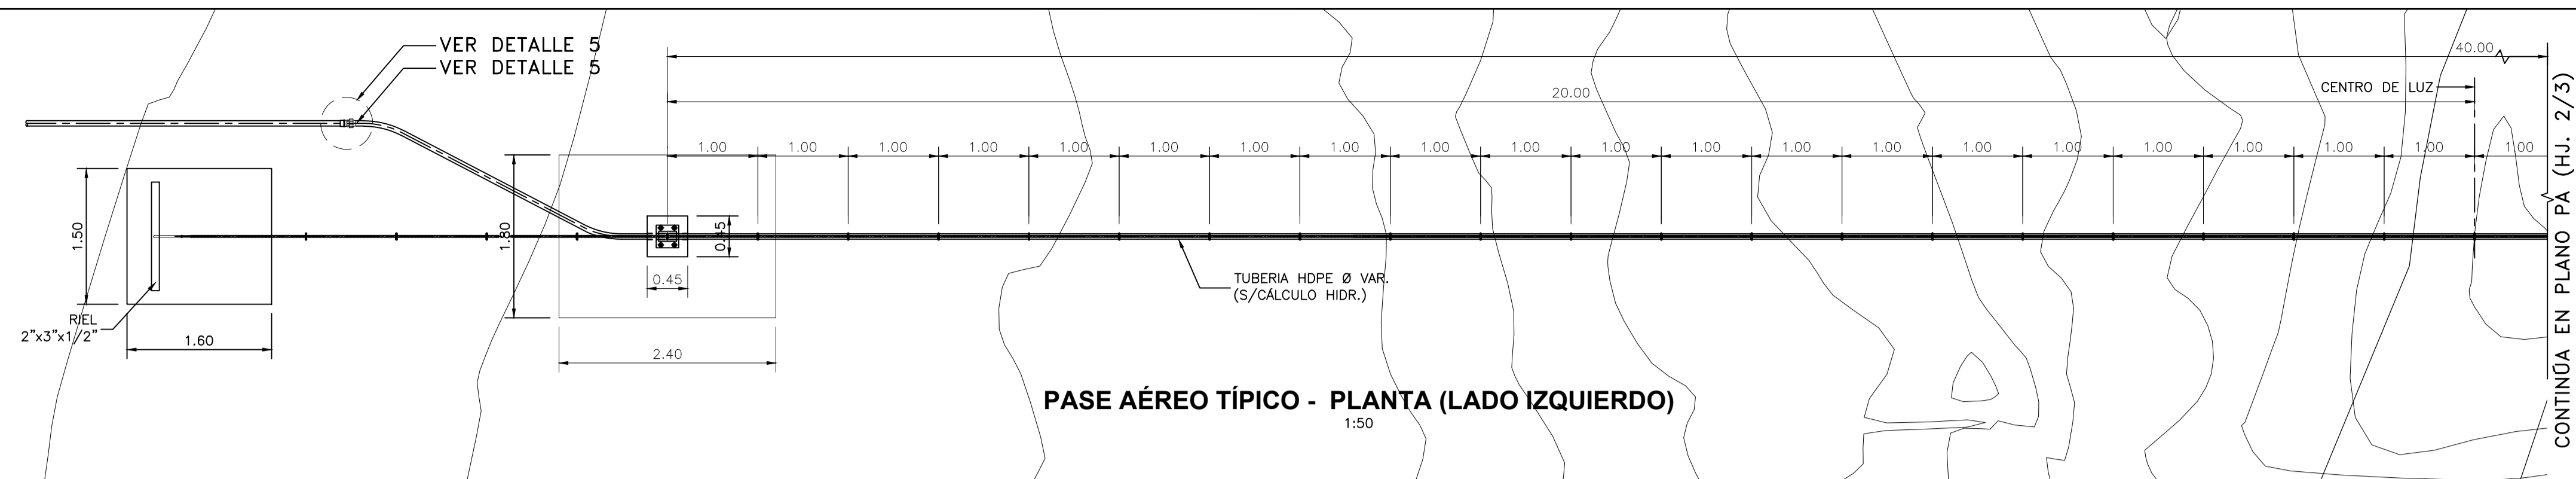 VER DETALLE 5
VER DETALLE 5
40.00
CENTRO DE LUZ
20.00
1.00 1.00 1.00 1.00 1.00 1.00 1.00 1.00 1.00 1.00 1.00 1.00 1.00 1.00 1.00 1.00 1.00 1.00 1.00 1.00 1.00
1.50
1.80
0.45
0.45
TUBERIA HDPE Ø VAR.
(S/CÁLCULO HIDR.)
RIEL
2"x3"x1/2"
1.60
2.40
PASE AÉREO TÍPICO - PLANTA (LADO IZQUIERDO)
1:50
CONTINÚA EN PLANO PA (HJ. 2/3)